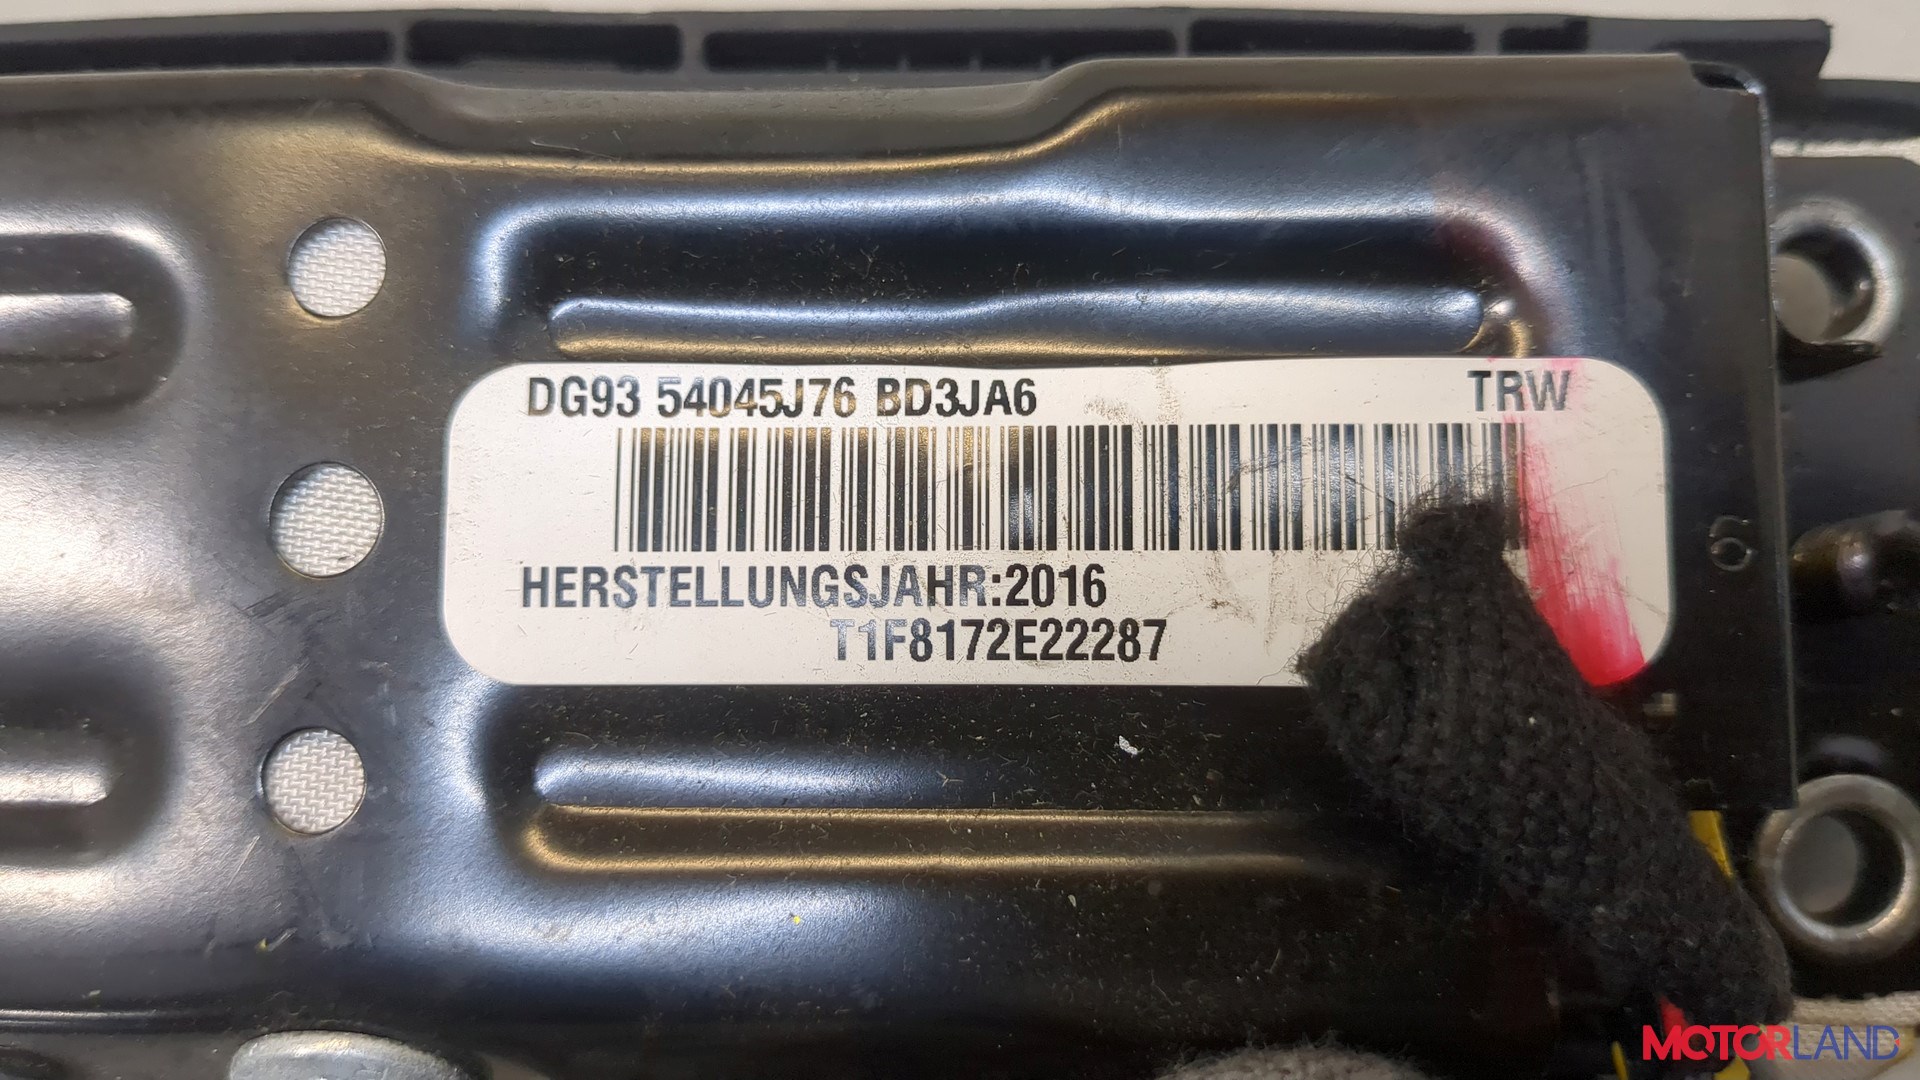 DG93 54045J76 BD3JA6 TRW
HERSTELLUNGSJAHR:2016
T1F8172E22287
MOTORLAND